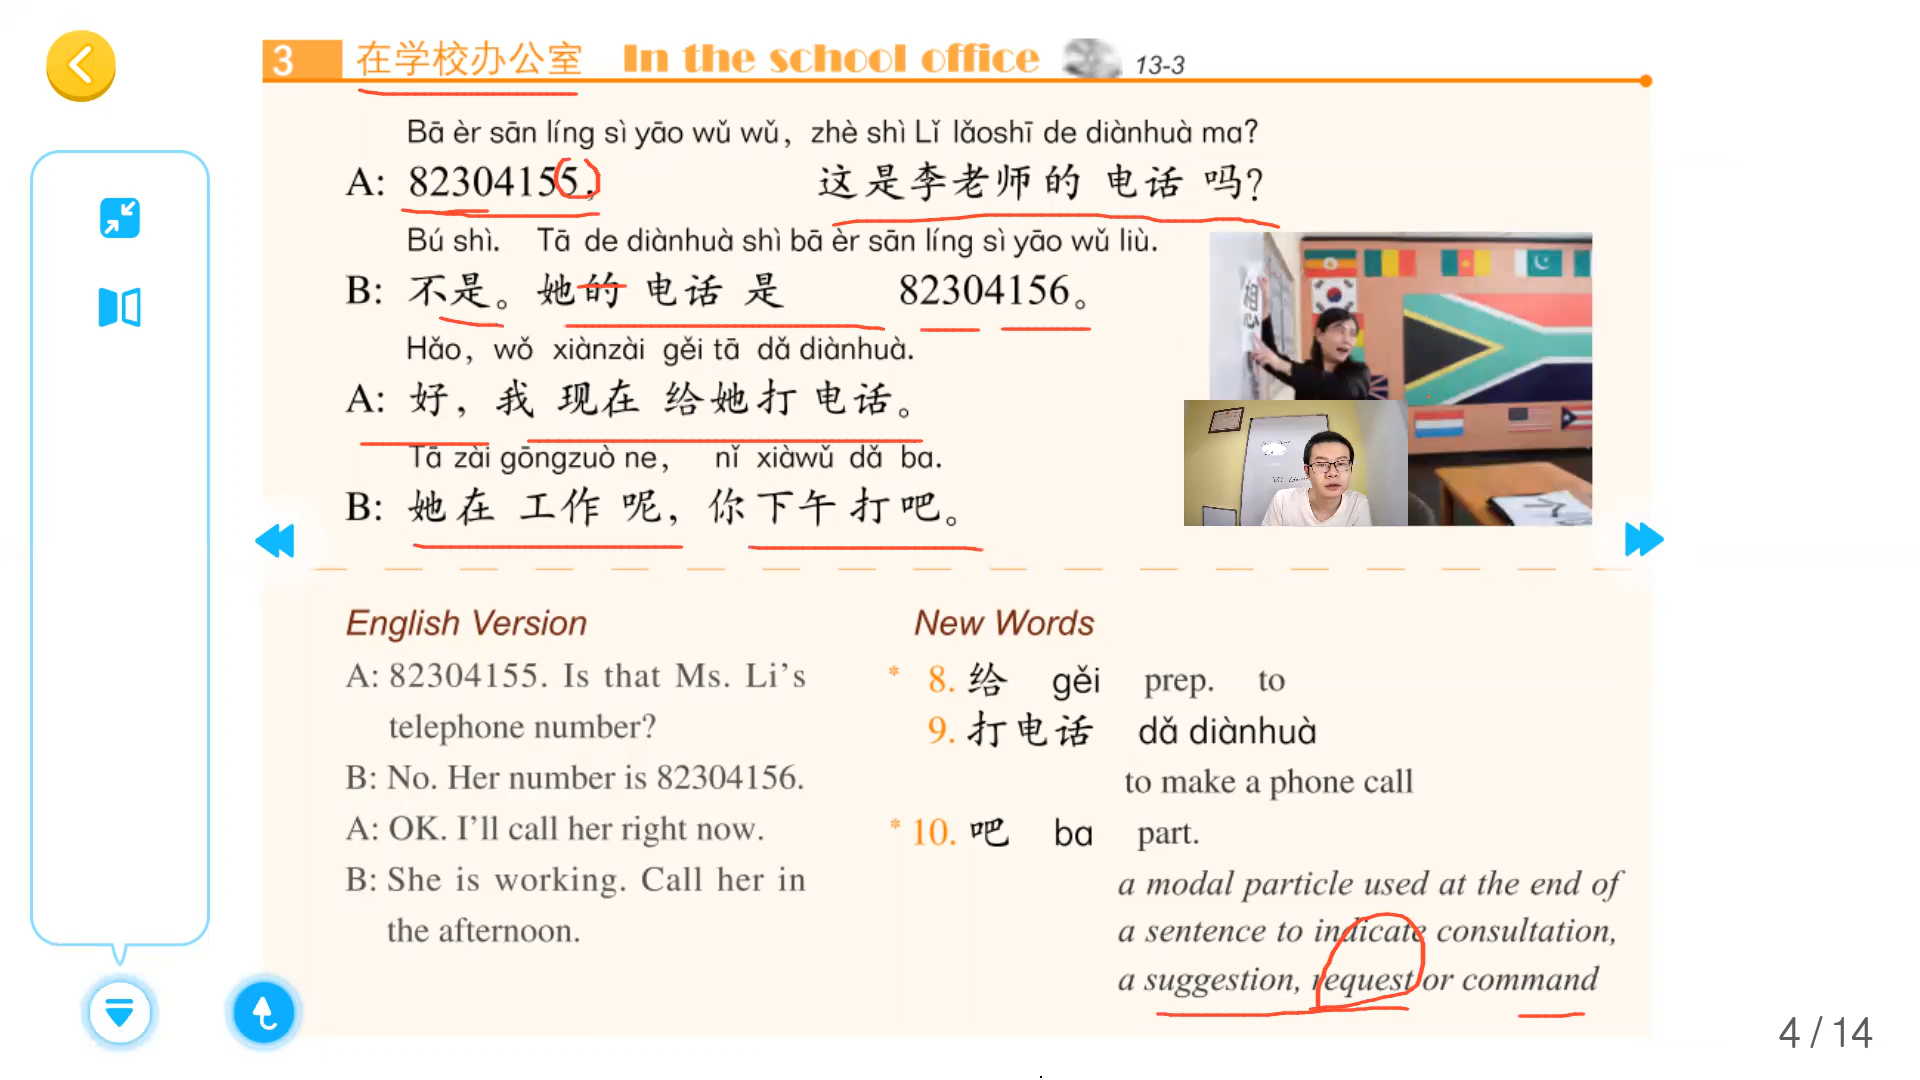 3 在学校办公室 In the school office 13-3
Bā èr sān líng sì yāo wǔ wǔ, zhè shì Lǐ lǎoshī de diànhuà ma?
A: 82304155, 这是李老师的 电话 吗?
Bú shì. Tā de diànhuà shì bā èr sān líng sì yāo wǔ liù.
B: 不是。她的 电话 是 82304156。
Hǎo, wǒ xiànzài gěi tā dǎ diànhuà.
A: 好, 我 现在 给她打 电话。
Tā zài gōngzuò ne, nǐ xiàwǔ dǎ ba.
B: 她在 工作 呢, 你下午 打吧。
English Version
A: 82304155. Is that Ms. Li's
telephone number?
B: No. Her number is 82304156.
A: OK. I'll call her right now.
B: She is working. Call her in
the afternoon.
New Words
* 8. 给 gěi prep. to
9. 打电话 dǎ diànhuà
to make a phone call
* 10. 吧 ba part.
a modal particle used at the end of
a sentence to indicate consultation,
a suggestion, request or command
4 / 14